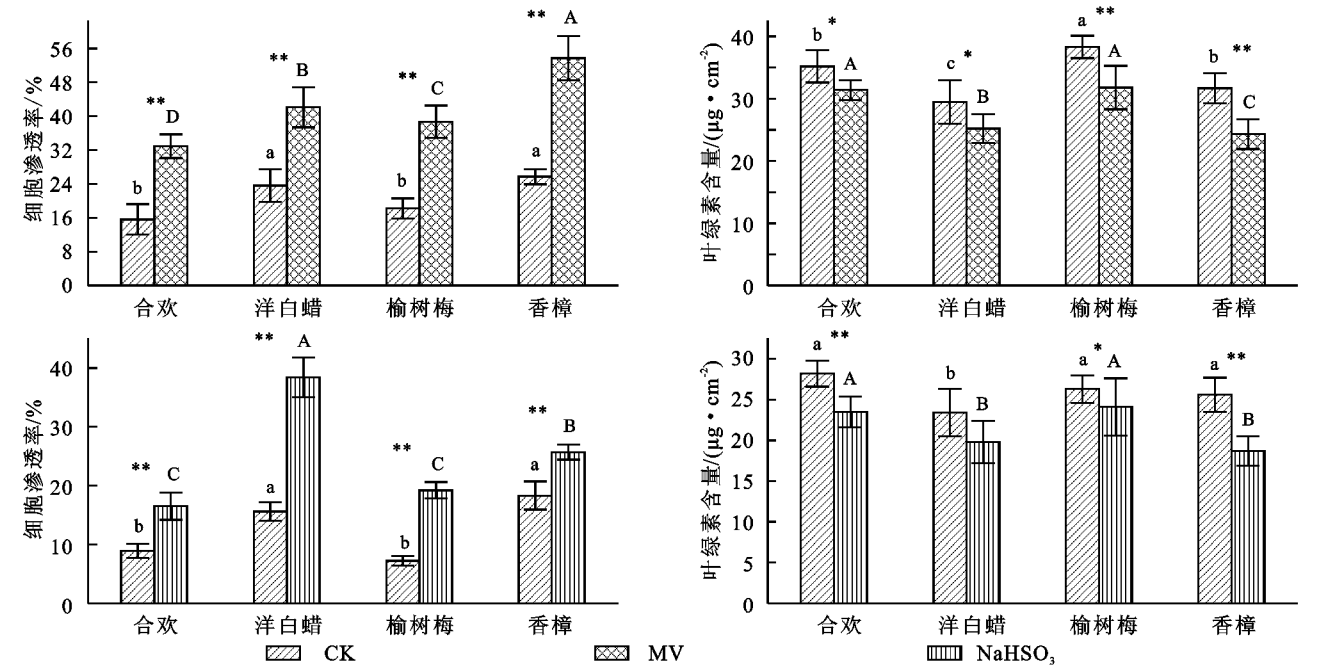 细胞渗透率/%
56
48
40
32
24
16
8
0
** ** ** **
D B C A
b a b a
合欢 洋白蜡 榆树梅 香樟
叶绿素含量/(μg·cm-2)
40
30
20
10
0
b * A
c * B
a ** A
b ** C
合欢 洋白蜡 榆树梅 香樟
细胞渗透率/%
40
30
20
10
0
** ** ** **
C A C B
b a b a
合欢 洋白蜡 榆树梅 香樟
叶绿素含量/(μg·cm-2)
30
25
20
15
10
5
0
a ** A
b B
a * A
a ** B
合欢 洋白蜡 榆树梅 香樟
CK MV NaHSO3